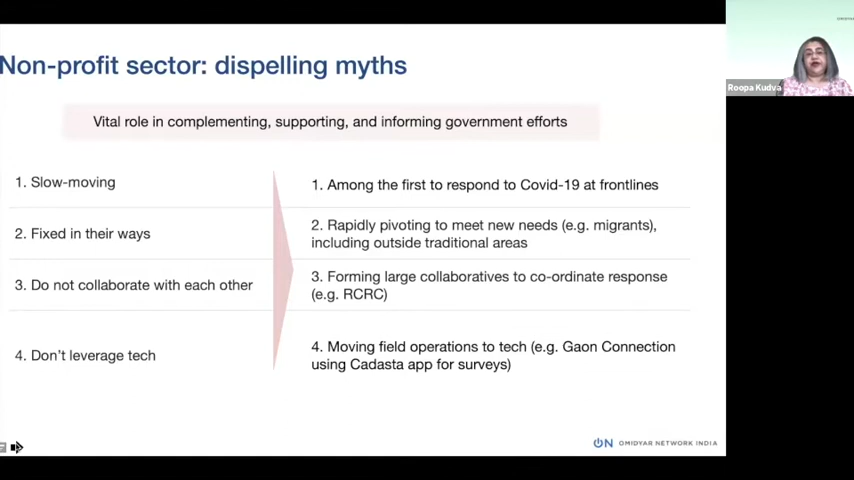 Non-profit sector: dispelling myths
Vital role in complementing, supporting, and informing government efforts
1. Slow-moving
1. Among the first to respond to Covid-19 at frontlines
2. Fixed in their ways
2. Rapidly pivoting to meet new needs (e.g. migrants),
including outside traditional areas
3. Do not collaborate with each other
3. Forming large collaboratives to co-ordinate response
(e.g. RCRC)
4. Don't leverage tech
4. Moving field operations to tech (e.g. Gaon Connection
using Cadasta app for surveys)
ON OMIDYAR NETWORK INDIA
Roopa Kudva